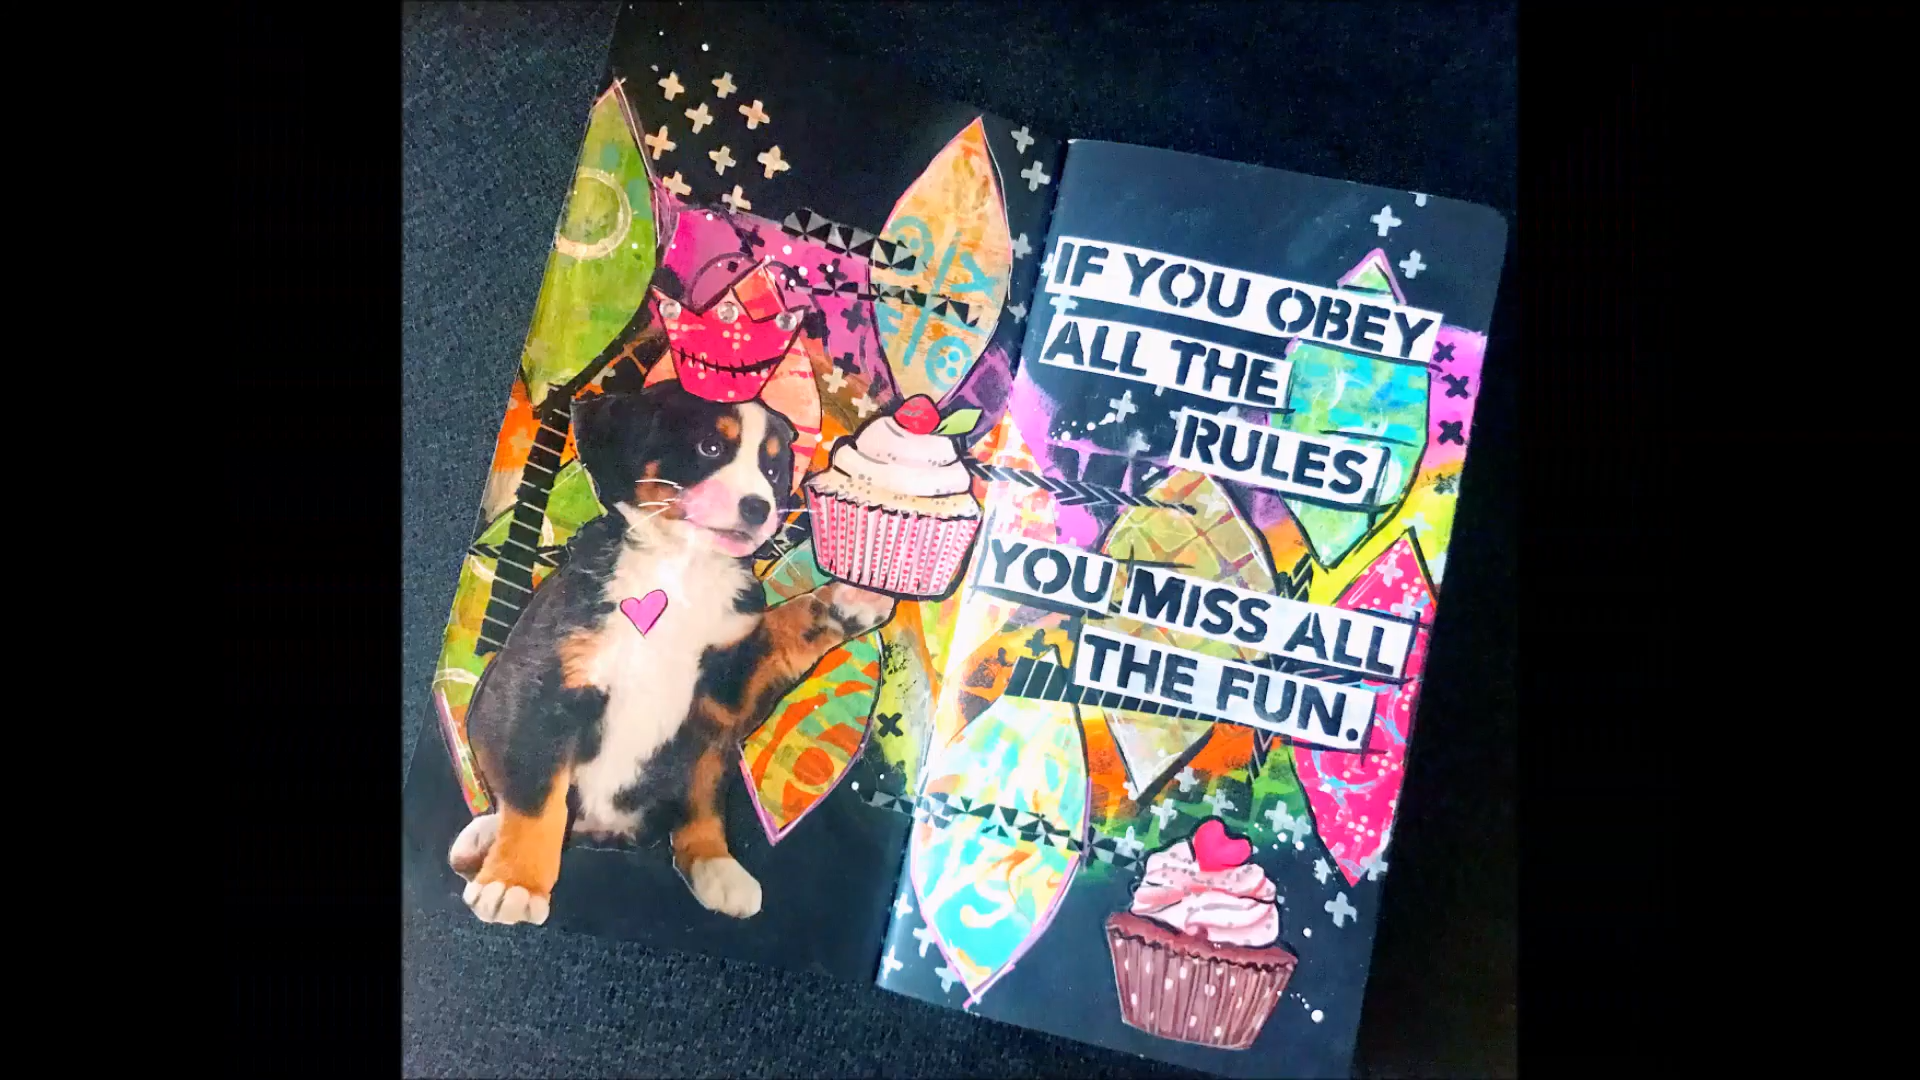 IF YOU OBEY
ALL THE
RULES
YOU MISS ALL
THE FUN.